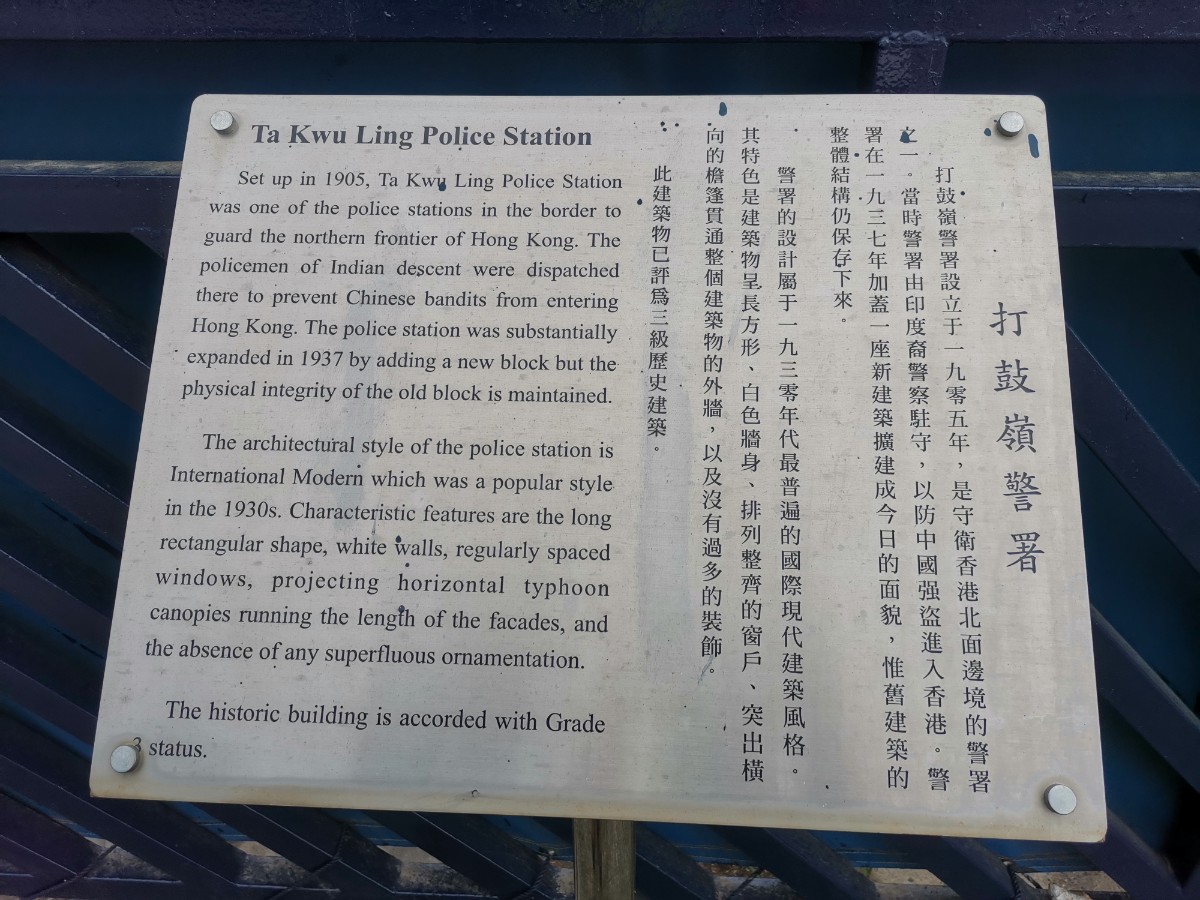 Ta Kwu Ling Police Station
Set up in 1905, Ta Kwu Ling Police Station
was one of the police stations in the border to
guard the northern frontier of Hong Kong. The
policemen of Indian descent were dispatched
there to prevent Chinese bandits from entering
Hong Kong. The police station was substantially
expanded in 1937 by adding a new block but the
physical integrity of the old block is maintained.
The architectural style of the police station is
International Modern which was a popular style
in the 1930s. Characteristic features are the long
rectangular shape, white walls, regularly spaced
windows, projecting horizontal typhoon
canopies running the length of the facades, and
the absence of any superfluous ornamentation.
The historic building is accorded with Grade
3 status.
打鼓嶺警署
打鼓嶺警署設立于一九零五年，是守衛香港北面邊境的警署
之一。當時警署由印度裔警察駐守，以防中國强盜進入香港。警
署在一九三七年加蓋一座新建築擴建成今日的面貌，惟舊建築的
整體結構仍保存下來。
警署的設計屬于一九三零年代最普遍的國際現代建築風格。
其特色是建築物呈長方形、白色牆身、排列整齊的窗戶、突出橫
向的檐篷貫通整個建築物的外牆，以及沒有過多的裝飾。
此建築物已評爲三級歷史建築。